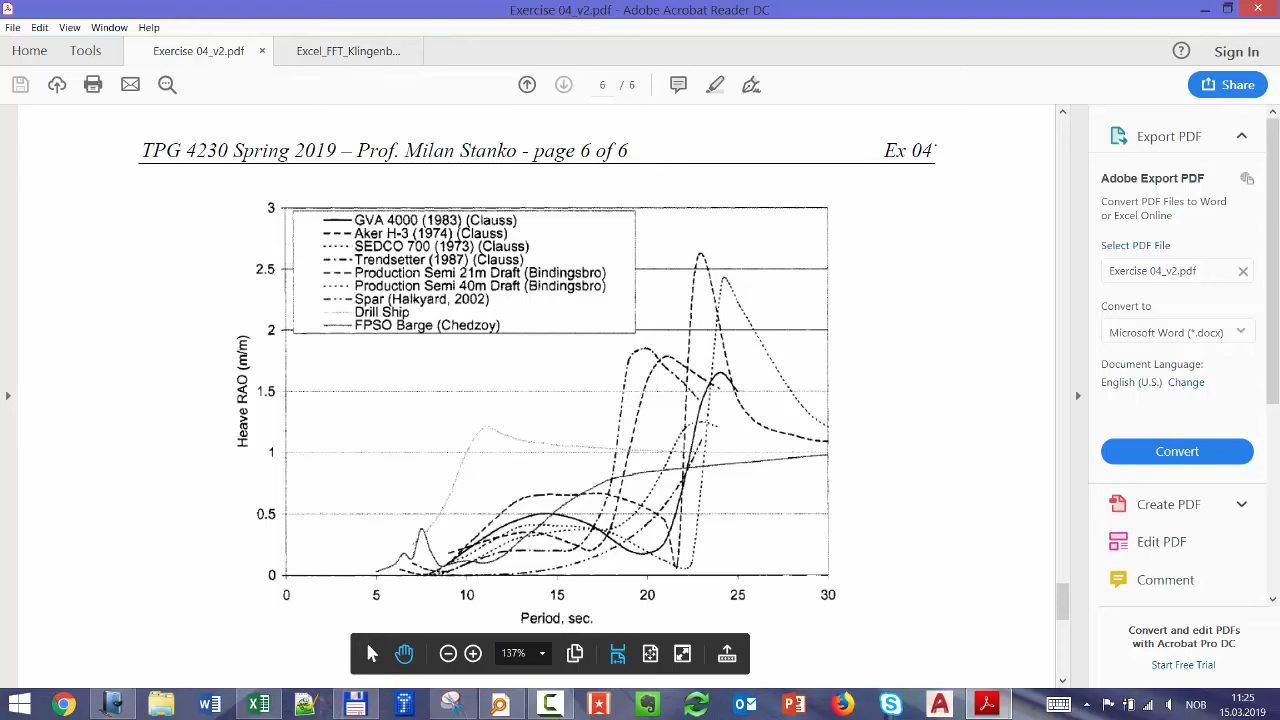 Exercise 04_v2.pdf - Adobe Acrobat Reader DC
File Edit View Window Help
Home Tools Exercise 04_v2.pdf × Excel_FFT_Klingenb... ? Sign In
6 / 6 Share
TPG 4230 Spring 2019 – Prof. Milan Stanko - page 6 of 6 Ex 04
Heave RAO (m/m)
3
2.5
2
1.5
1
0.5
0
GVA 4000 (1983) (Clauss)
Aker H-3 (1974) (Clauss)
SEDCO 700 (1973) (Clauss)
Trendsetter (1987) (Clauss)
Production Semi 21m Draft (Bindingsbro)
Production Semi 40m Draft (Bindingsbro)
Spar (Halkyard, 2002)
Drill Ship
FPSO Barge (Chedzoy)
0 5 10 15 20 25 30
Period, sec.
137%
Export PDF
Adobe Export PDF
Convert PDF Files to Word
or Excel Online
Select PDF File
Exercise 04_v2.pdf
Convert to
Microsoft Word (*.docx)
Document Language:
English (U.S.) Change
Convert
Create PDF
Edit PDF
Comment
Convert and edit PDFs
with Acrobat Pro DC
Start Free Trial
NOB
11:25
15.03.2019